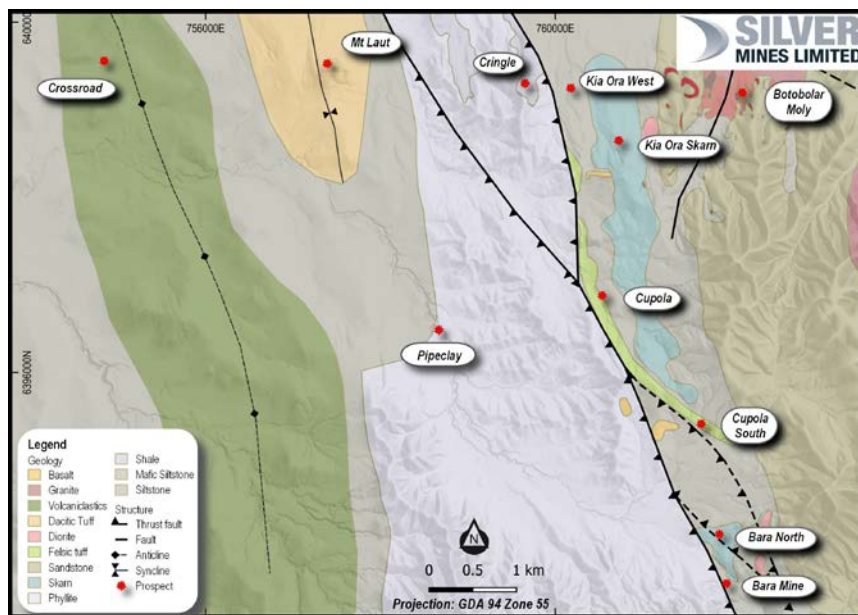 756000E
760000E
640000
SILVER
MINES LIMITED
Mt Laut
Cringle
Crossroad
Kia Ora West
Botobolar
Moly
Kia Ora Skarn
Cupola
Pipeclay
6396000N
Cupola
South
Legend
Geology
Basalt
Granite
Volcaniclastics
Dacitic Tuff
Diorite
Felsic tuff
Sandstone
Skarn
Phyllite
Shale
Mafic Siltstone
Siltstone
Structure
Thrust fault
Fault
Anticline
Syncline
Prospect
Bara North
Bara Mine
0 0.5 1 km
Projection: GDA 94 Zone 55